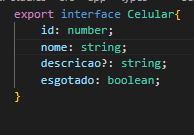 export interface Celular{
id: number;
nome: string;
descricao?: string;
esgotado: boolean;
}